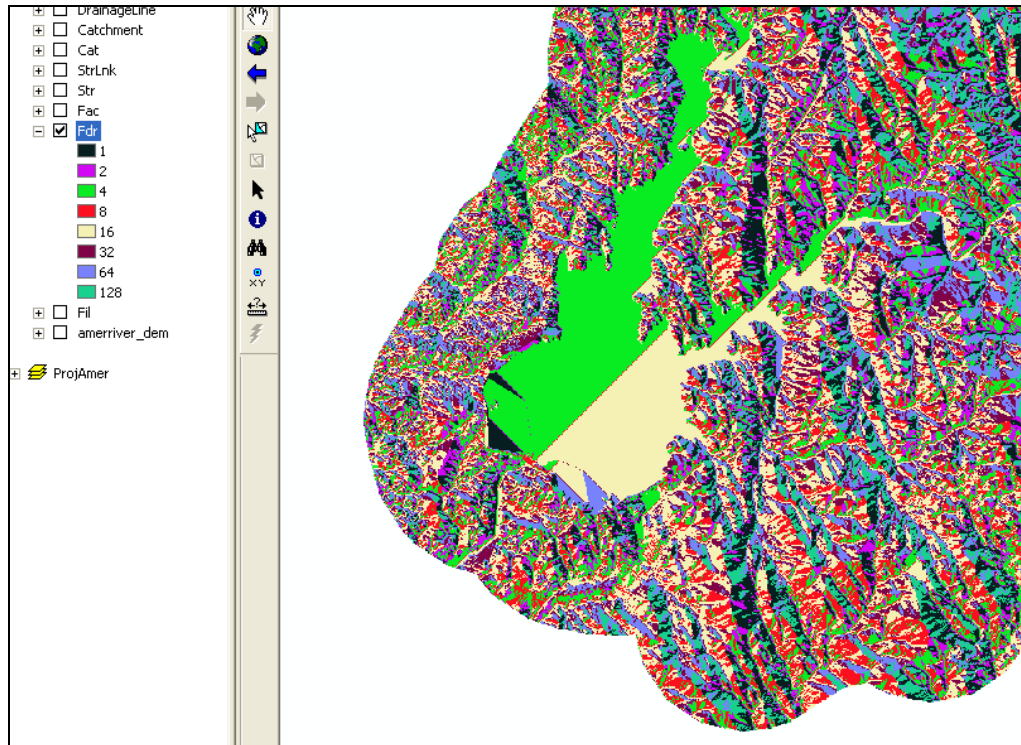 DrainageLine
Catchment
Cat
StrLnk
Str
Fac
Fdr
1
2
4
8
16
32
64
128
Fil
amerriver_dem
ProjAmer
XY